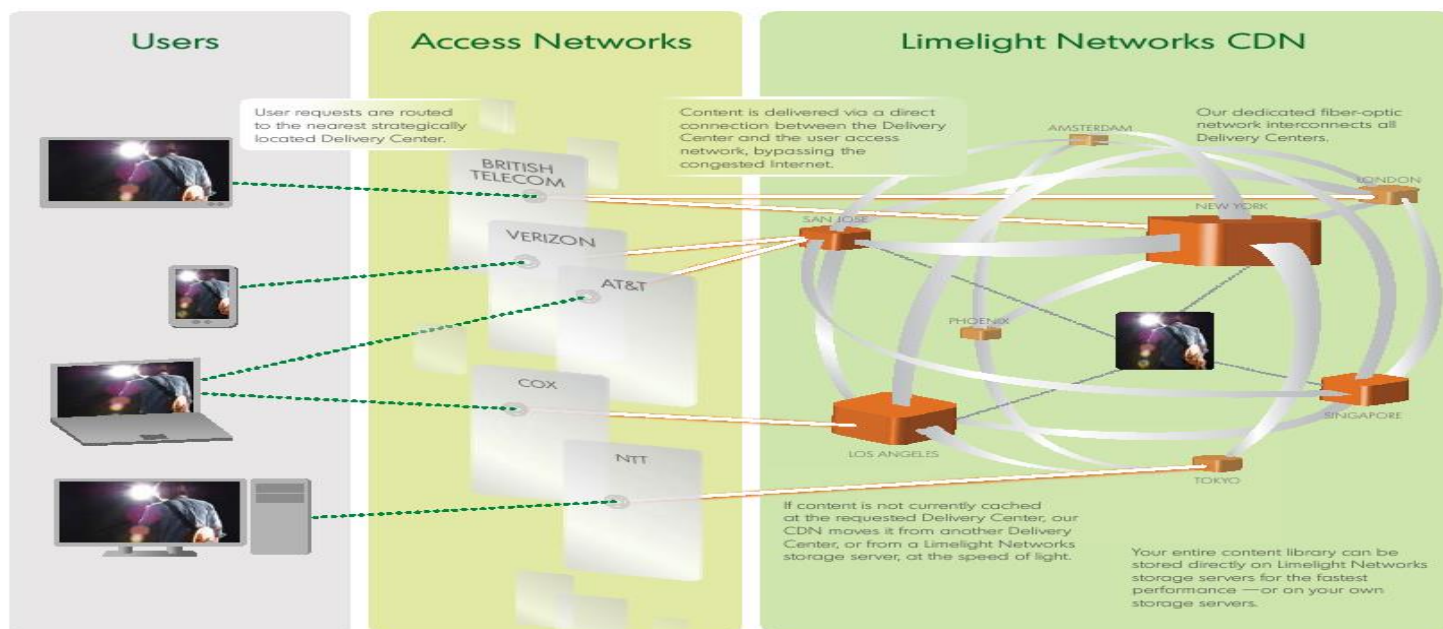 Users
Access Networks
Limelight Networks CDN
User requests are routed
to the nearest strategically
located Delivery Center.
Content is delivered via a direct
connection between the Delivery
Center and the user access
network, bypassing the
congested Internet.
Our dedicated fiber-optic
network interconnects all
Delivery Centers.
AMSTERDAM
BRITISH
TELECOM
LONDON
NEW YORK
SAN JOSE
VERIZON
AT&T
PHOENIX
COX
SINGAPORE
LOS ANGELES
NTT
TOKYO
If content is not currently cached
at the requested Delivery Center, our
CDN moves it from another Delivery
Center, or from a Limelight Networks
storage server, at the speed of light.
Your entire content library can be
stored directly on Limelight Networks
storage servers for the fastest
performance —or on your own
storage servers.